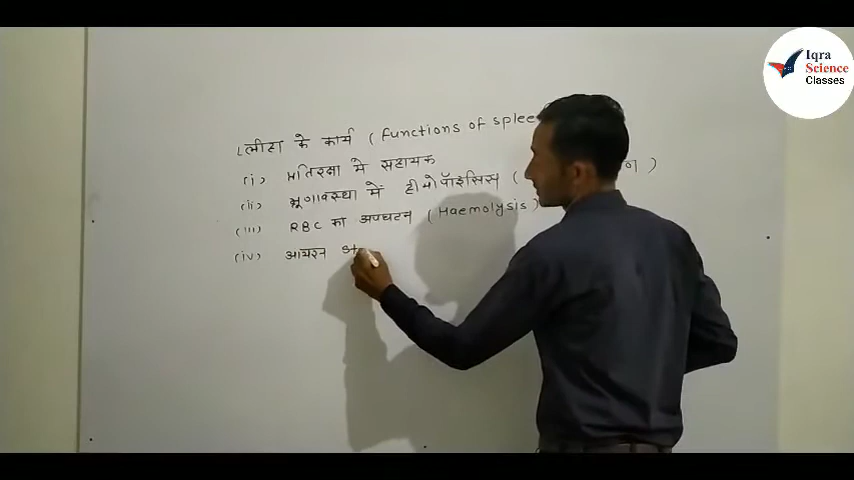 Iqra
Science
Classes
प्लीहा के कार्य ( Functions of splee
(i) प्रतिरक्षा मे सहायक
(ii) भ्रूणावस्था में हीमोपॉइसिस ( ण )
(iii) RBC का अपघटन ( Haemolysis )
(iv) आयरन st